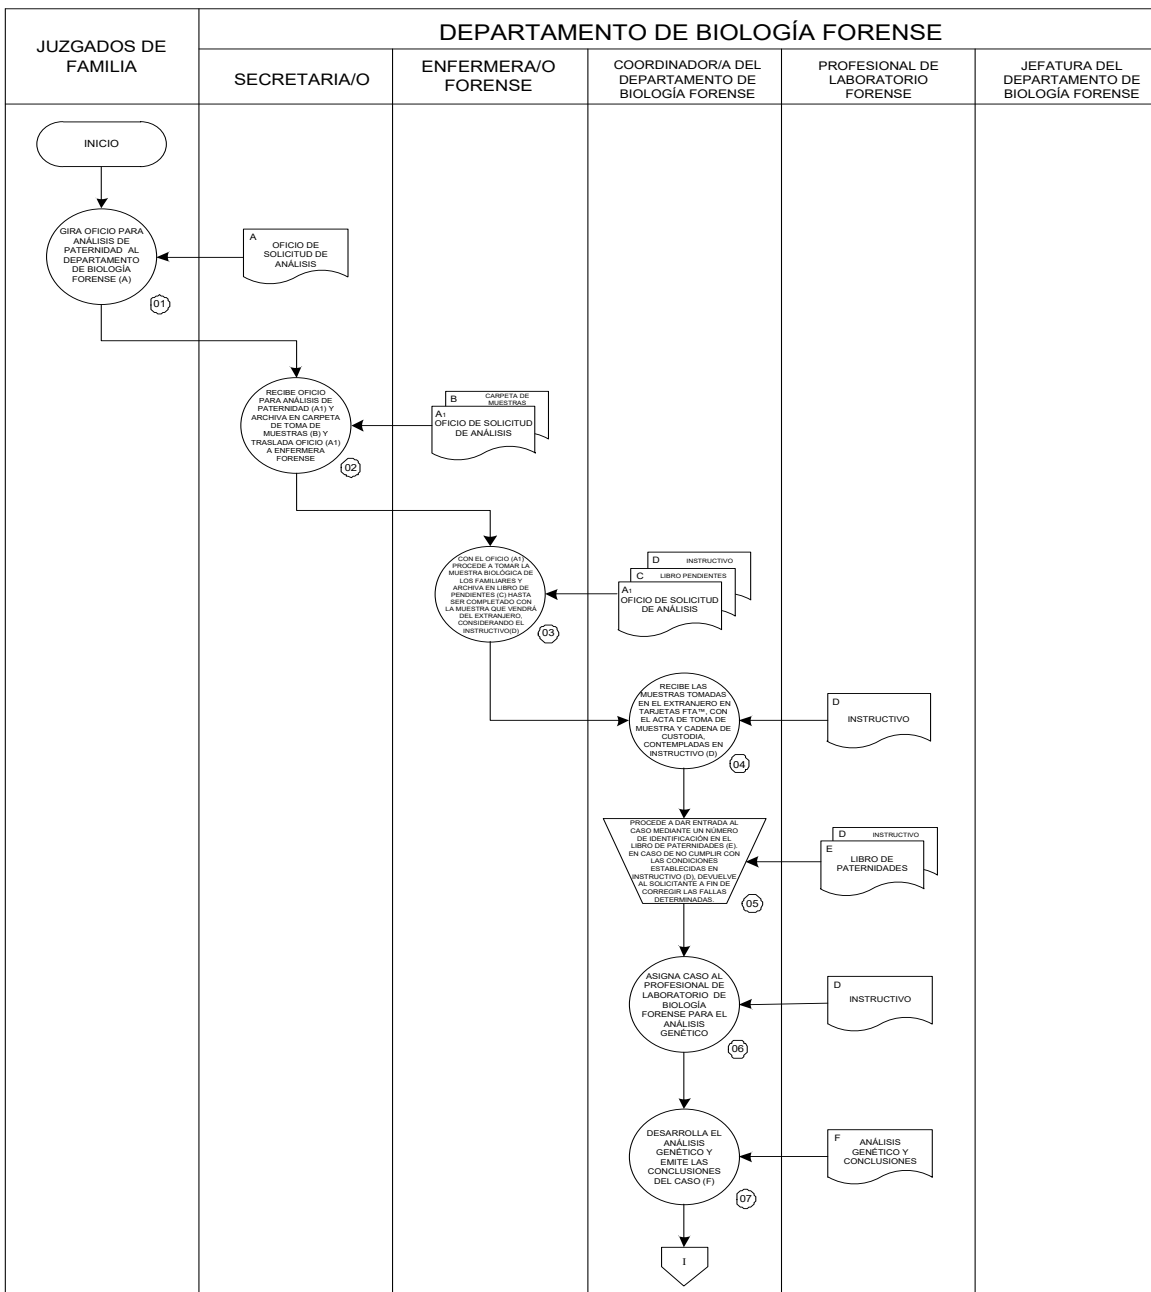 JUZGADOS DE
FAMILIA
DEPARTAMENTO DE BIOLOGÍA FORENSE
SECRETARIA/O
ENFERMERA/O
FORENSE
COORDINADOR/A DEL
DEPARTAMENTO DE
BIOLOGÍA FORENSE
PROFESIONAL DE
LABORATORIO
FORENSE
JEFATURA DEL
DEPARTAMENTO DE
BIOLOGÍA FORENSE
INICIO
GIRA OFICIO PARA
ANÁLISIS DE
PATERNIDAD AL
DEPARTAMENTO
DE BIOLOGÍA
FORENSE (A)
01
A
OFICIO DE
SOLICITUD DE
ANÁLISIS
RECIBE OFICIO
PARA ANÁLISIS DE
PATERNIDAD (A1) Y
ARCHIVA EN CARPETA
DE TOMA DE
MUESTRAS (B) Y
TRASLADA OFICIO (A1)
A ENFERMERA
FORENSE
02
B CARPETA DE
MUESTRAS
A1
OFICIO DE SOLICITUD
DE ANÁLISIS
CON EL OFICIO (A1)
PROCEDE A TOMAR LA
MUESTRA BIOLÓGICA DE
LOS FAMILIARES Y
ARCHIVA EN LIBRO DE
PENDIENTES (C) HASTA
SER COMPLETADO CON
LA MUESTRA QUE VENDRÁ
DEL EXTRANJERO,
CONSIDERANDO EL
INSTRUCTIVO(D)
03
D INSTRUCTIVO
C LIBRO PENDIENTES
A1
OFICIO DE SOLICITUD
DE ANÁLISIS
RECIBE LAS
MUESTRAS TOMADAS
EN EL EXTRANJERO EN
TARJETAS FTA™, CON
EL ACTA DE TOMA DE
MUESTRA Y CADENA DE
CUSTODIA,
CONTEMPLADAS EN
INSTRUCTIVO (D)
04
D
INSTRUCTIVO
PROCEDE A DAR ENTRADA AL
CASO MEDIANTE UN NÚMERO
DE IDENTIFICACIÓN EN EL
LIBRO DE PATERNIDADES (E).
EN CASO DE NO CUMPLIR CON
LAS CONDICIONES
ESTABLECIDAS EN
INSTRUCTIVO (D), DEVUELVE
AL SOLICITANTE A FIN DE
CORREGIR LAS FALLAS
DETERMINADAS.
05
D INSTRUCTIVO
E
LIBRO DE
PATERNIDADES
ASIGNA CASO AL
PROFESIONAL DE
LABORATORIO DE
BIOLOGÍA
FORENSE PARA EL
ANÁLISIS
GENÉTICO
06
D
INSTRUCTIVO
DESARROLLA EL
ANÁLISIS
GENÉTICO Y
EMITE LAS
CONCLUSIONES
DEL CASO (F)
07
F
ANÁLISIS
GENÉTICO Y
CONCLUSIONES
I